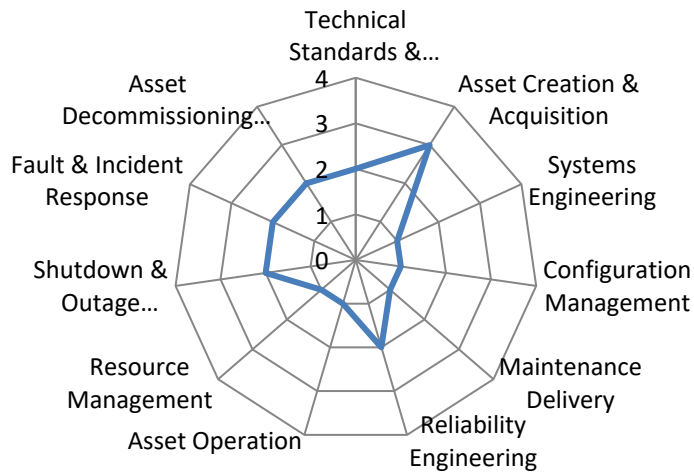 Technical
Standards &...
Asset Creation &
Acquisition
Systems
Engineering
Configuration
Management
Maintenance
Delivery
Reliability
Engineering
Asset Operation
Resource
Management
Shutdown &
Outage...
Fault & Incident
Response
Asset
Decommissioning...
4
3
2
1
0